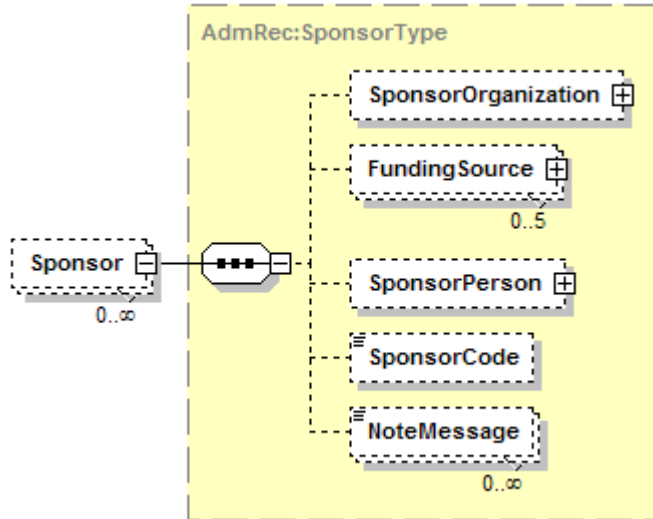 AdmRec:SponsorType
SponsorOrganization
FundingSource
0..5
Sponsor
0..∞
SponsorPerson
SponsorCode
NoteMessage
0..∞